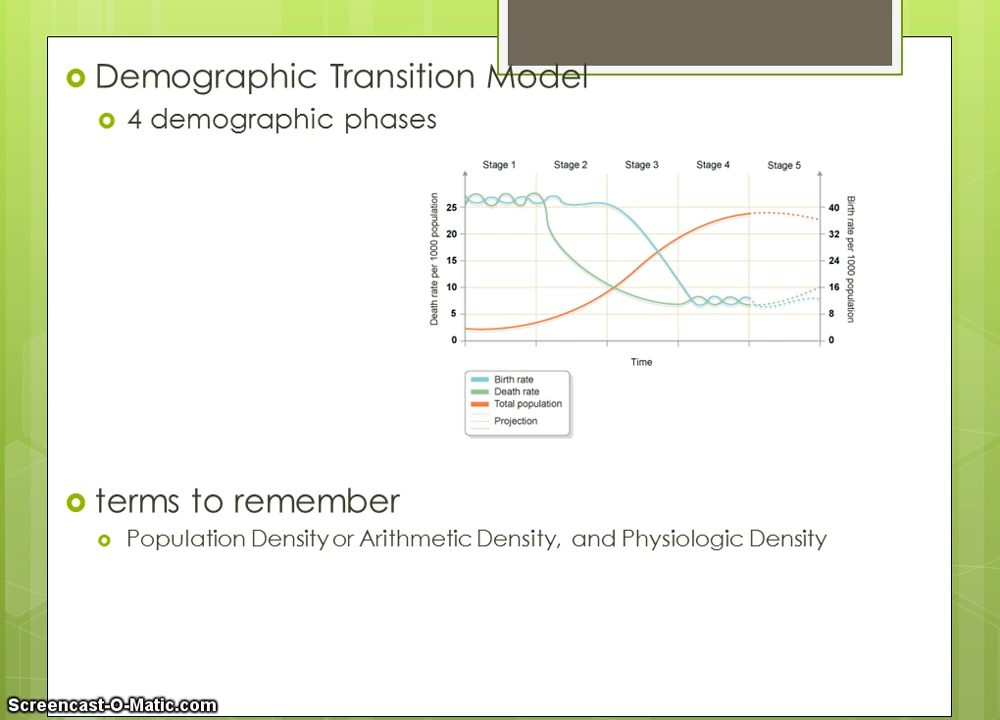 Demographic Transition Model
4 demographic phases
Stage 1 Stage 2 Stage 3 Stage 4 Stage 5
Death rate per 1000 population
25
20
15
10
5
0
40
32
24
16
8
0
Birth rate per 1000 population
Time
Birth rate
Death rate
Total population
Projection
terms to remember
Population Density or Arithmetic Density, and Physiologic Density
Screencast-O-Matic.com